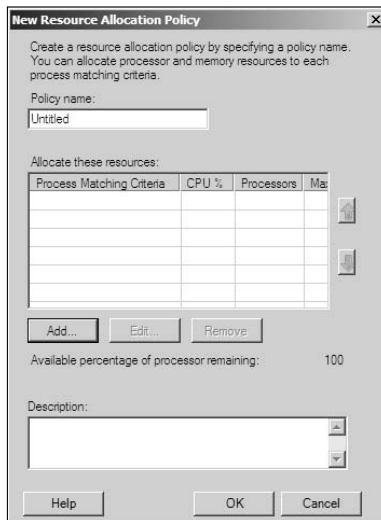 New Resource Allocation Policy
Create a resource allocation policy by specifying a policy name.
You can allocate processor and memory resources to each
process matching criteria.
Policy name:
Untitled
Allocate these resources:
Process Matching Criteria CPU % Processors Ma
Add... Edit... Remove
Available percentage of processor remaining: 100
Description:
Help OK Cancel